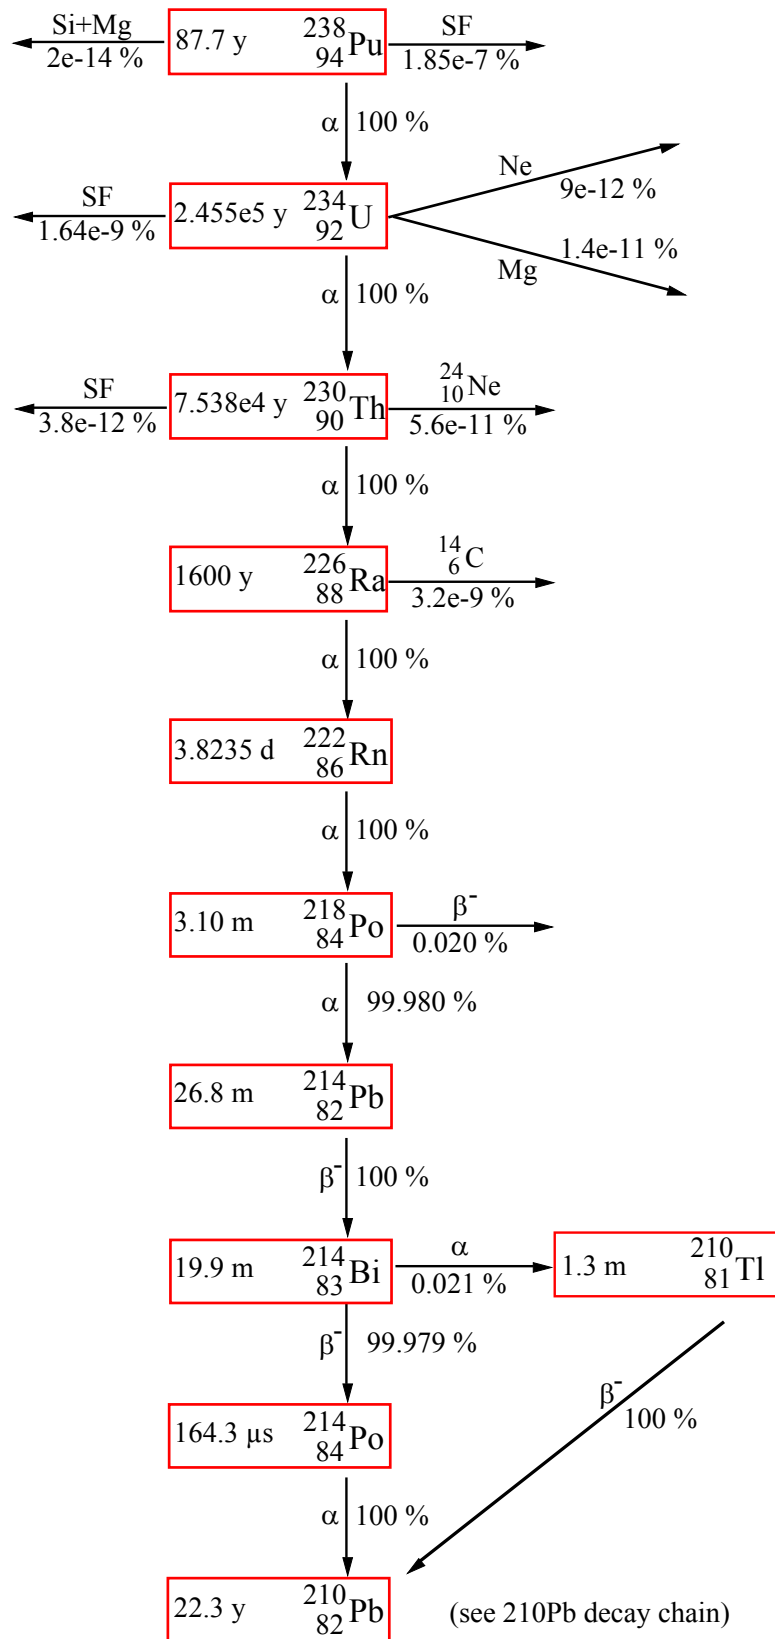 Si+Mg
2e-14 %
87.7 y 238 94 Pu
SF
1.85e-7 %
α 100 %
SF
1.64e-9 %
2.455e5 y 234 92 U
Ne
9e-12 %
1.4e-11 %
Mg
α 100 %
SF
3.8e-12 %
7.538e4 y 230 90 Th
24 10 Ne
5.6e-11 %
α 100 %
1600 y 226 88 Ra
14 6 C
3.2e-9 %
α 100 %
3.8235 d 222 86 Rn
α 100 %
3.10 m 218 84 Po
β-
0.020 %
α 99.980 %
26.8 m 214 82 Pb
β- 100 %
19.9 m 214 83 Bi
α
0.021 %
1.3 m 210 81 Tl
β- 99.979 %
β-
100 %
164.3 µs 214 84 Po
α 100 %
22.3 y 210 82 Pb
(see 210Pb decay chain)